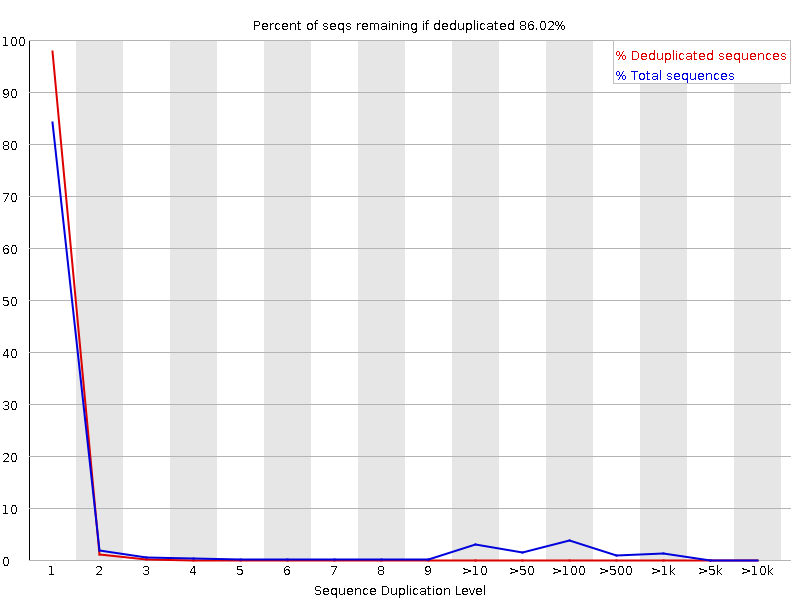 Percent of seqs remaining if deduplicated 86.02%
% Deduplicated sequences
% Total sequences
100
90
80
70
60
50
40
30
20
10
0
1 2 3 4 5 6 7 8 9 >10 >50 >100 >500 >1k >5k >10k
Sequence Duplication Level